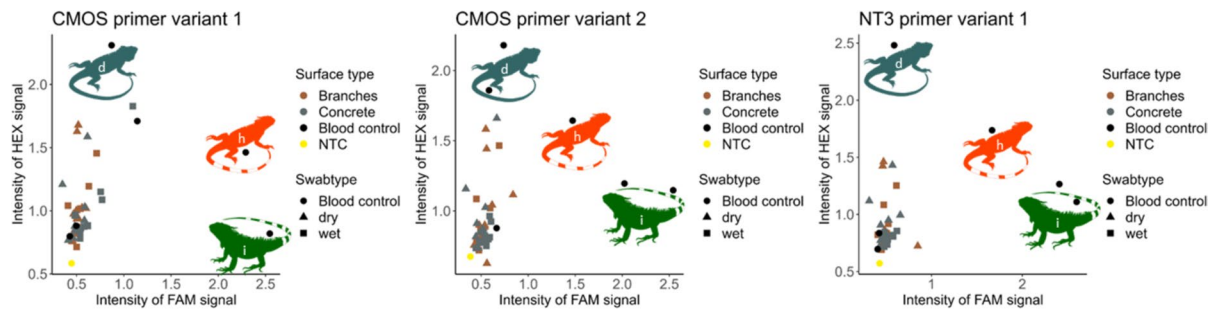 CMOS primer variant 1
2.0
1.5
1.0
0.5
Intensity of HEX signal
0.5 1.0 1.5 2.0 2.5
Intensity of FAM signal
d
h
i
Surface type
Branches
Concrete
Blood control
NTC
Swabtype
Blood control
dry
wet
CMOS primer variant 2
2.0
1.5
1.0
Intensity of HEX signal
0.5 1.0 1.5 2.0 2.5
Intensity of FAM signal
d
h
i
Surface type
Branches
Concrete
Blood control
NTC
Swabtype
Blood control
dry
wet
NT3 primer variant 1
2.5
2.0
1.5
1.0
0.5
Intensity of HEX signal
1 2
Intensity of FAM signal
d
h
i
Surface type
Branches
Concrete
Blood control
NTC
Swabtype
Blood control
dry
wet